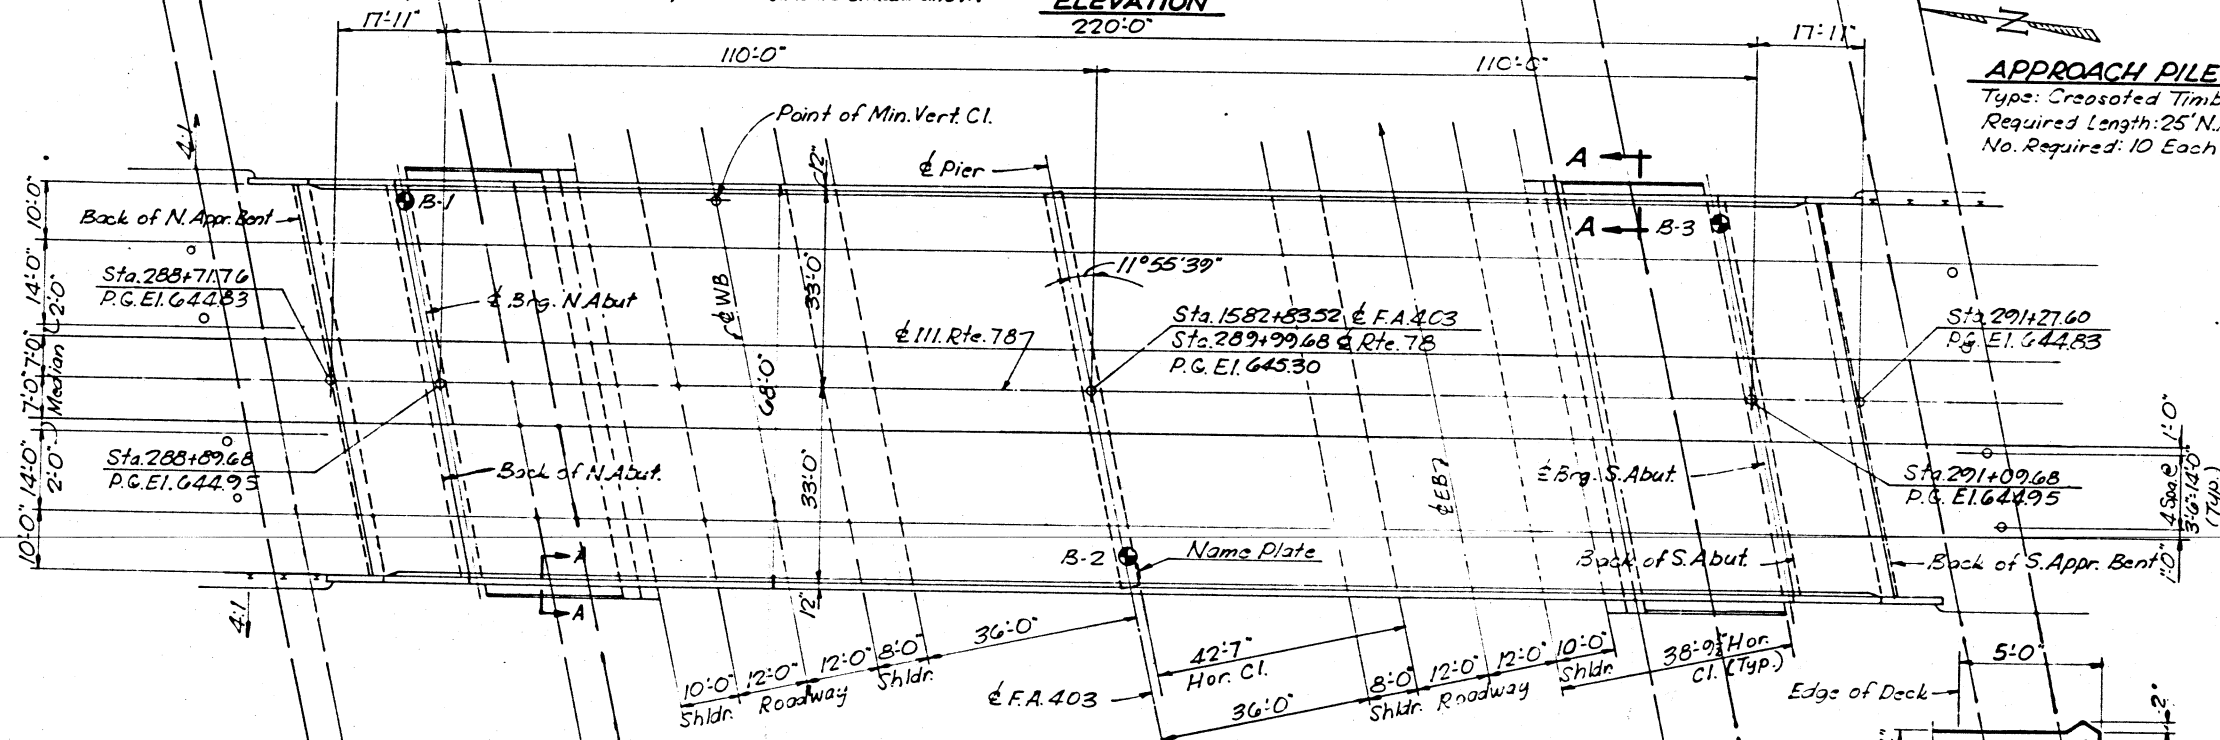 ELEVATION
17'-11"
220'-0"
17'-11"
N
110'-0"
110'-0"
APPROACH PILE
Type: Creosoted Timb
Required Length: 25' N.
No. Required: 10 Each
Point of Min. Vert. Cl.
4:1
12"
℄ Pier
A
A
B-1
B-3
10'-0"
Back of N. Appr. Bent
14'-0"
11°55'39"
Sta. 288+71.76
P.G. El. 644.83
℄ Brg. N. Abut
℄ WB
33'-0"
2'-0"
℄ Ill. Rte. 78
Sta. 1582+83.52 ℄ F.A. 403
Sta. 289+99.68 ℄ Rte. 78
P.G. El. 645.30
Sta. 291+27.60
P.G. El. 644.83
7'-0"
7'-0"
Median
68'-0"
2'-0"
14'-0"
10'-0"
Sta. 288+89.68
P.G. El. 644.95
Back of N. Abut.
33'-0"
℄ EB
℄ Brg. S. Abut.
Sta. 291+09.68
P.G. El. 644.95
1'-0"
4 Spa. @
3'-6"=14'-0"
(Typ.)
1'-0"
B-2
Name Plate
Back of S. Abut.
Back of S. Appr. Bent
A
A
4:1
12"
36'-0"
10'-0"
12'-0"
12'-0"
8'-0"
Shldr.
Roadway
Shldr.
42'-7"
Hor. Cl.
℄ F.A. 403
36'-0"
8'-0"
12'-0"
12'-0"
10'-0"
Shldr.
Roadway
Shldr.
Hor.
Cl. (Typ.)
5'-0"
Edge of Deck
2"